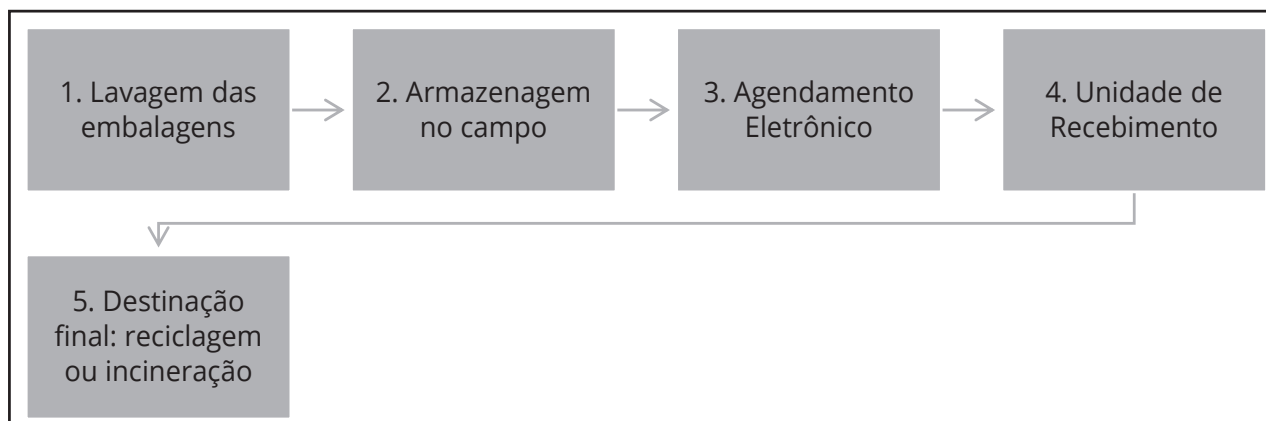 1. Lavagem das
embalagens
2. Armazenagem
no campo
3. Agendamento
Eletrônico
4. Unidade de
Recebimento
5. Destinação
final: reciclagem
ou incineração